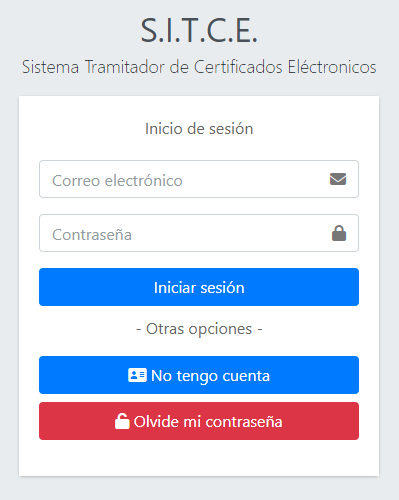 S.I.T.C.E.
Sistema Tramitador de Certificados Eléctronicos
Inicio de sesión
Correo electrónico
Contraseña
Iniciar sesión
- Otras opciones -
No tengo cuenta
Olvide mi contraseña